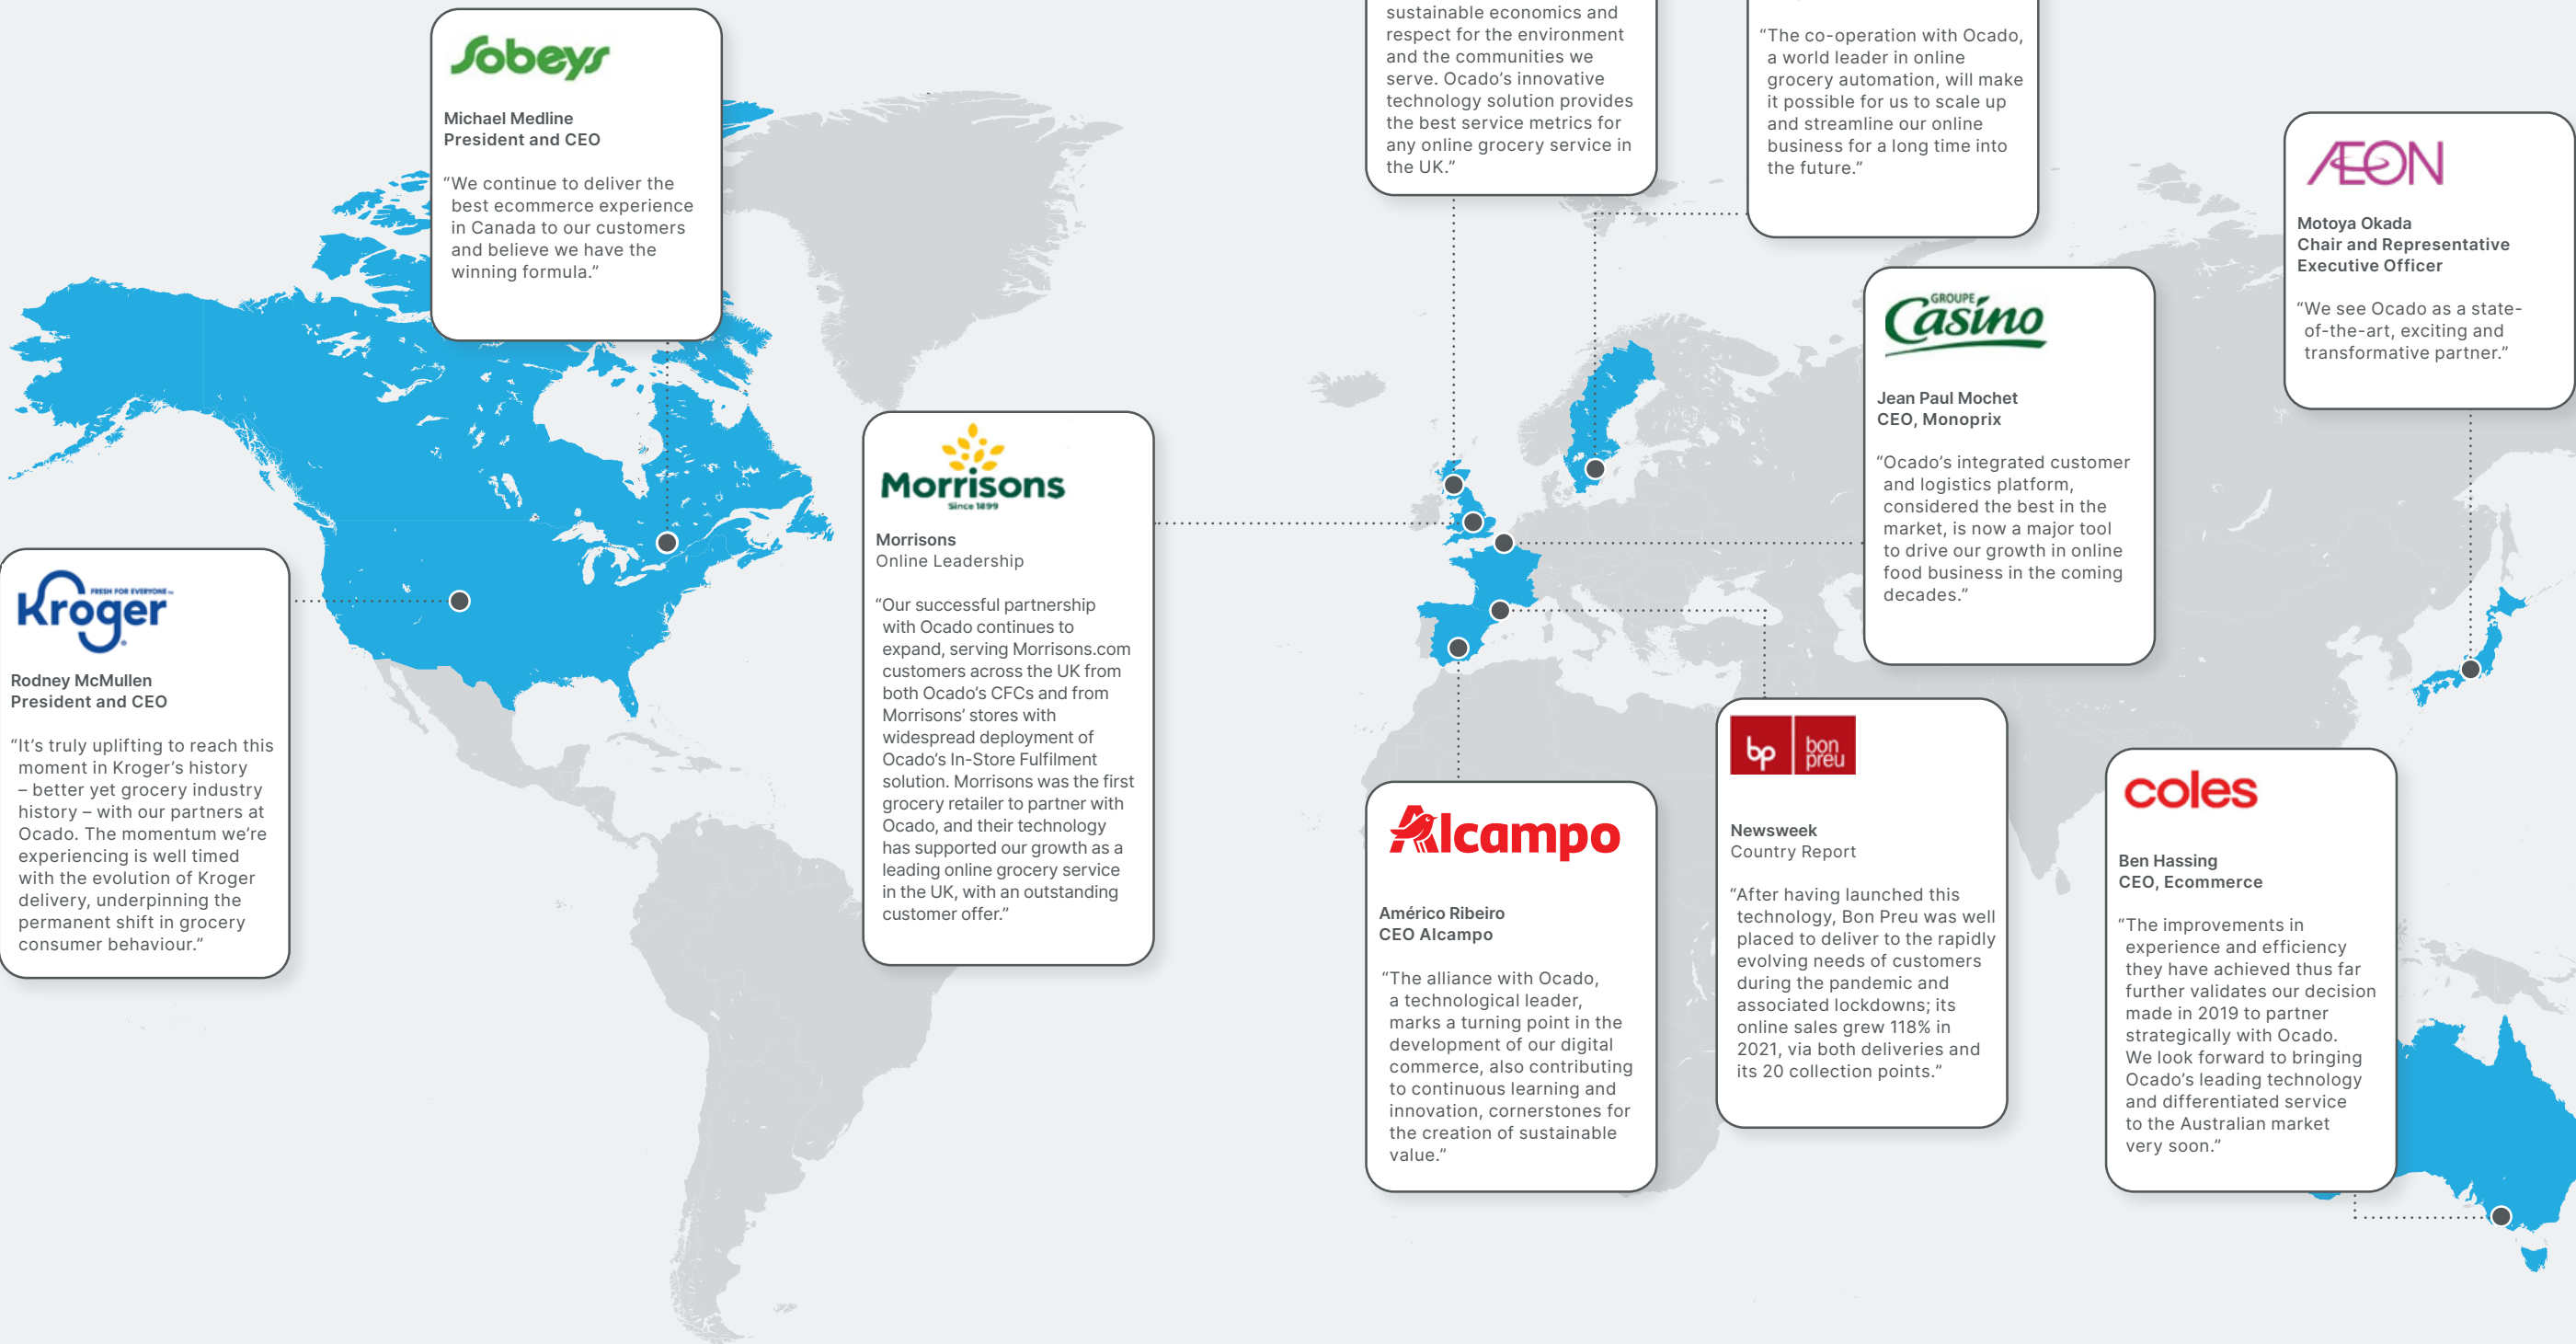 Sobeys
Michael Medline
President and CEO
“We continue to deliver the
best ecommerce experience
in Canada to our customers
and believe we have the
winning formula.”
Kroger
FRESH FOR EVERYONE™
Rodney McMullen
President and CEO
“It’s truly uplifting to reach this
moment in Kroger’s history
– better yet grocery industry
history – with our partners at
Ocado. The momentum we’re
experiencing is well timed
with the evolution of Kroger
delivery, underpinning the
permanent shift in grocery
consumer behaviour.”
Morrisons
Since 1899
Morrisons
Online Leadership
“Our successful partnership
with Ocado continues to
expand, serving Morrisons.com
customers across the UK from
both Ocado’s CFCs and from
Morrisons’ stores with
widespread deployment of
Ocado’s In-Store Fulfilment
solution. Morrisons was the first
grocery retailer to partner with
Ocado, and their technology
has supported our growth as a
leading online grocery service
in the UK, with an outstanding
customer offer.”
sustainable economics and
respect for the environment
and the communities we
serve. Ocado’s innovative
technology solution provides
the best service metrics for
any online grocery service in
the UK.”
“The co-operation with Ocado,
a world leader in online
grocery automation, will make
it possible for us to scale up
and streamline our online
business for a long time into
the future.”
GROUPE
Casino
Jean Paul Mochet
CEO, Monoprix
“Ocado’s integrated customer
and logistics platform,
considered the best in the
market, is now a major tool
to drive our growth in online
food business in the coming
decades.”
ÆON
Motoya Okada
Chair and Representative
Executive Officer
“We see Ocado as a state-
of-the-art, exciting and
transformative partner.”
Alcampo
Américo Ribeiro
CEO Alcampo
“The alliance with Ocado,
a technological leader,
marks a turning point in the
development of our digital
commerce, also contributing
to continuous learning and
innovation, cornerstones for
the creation of sustainable
value.”
bp bon
preu
Newsweek
Country Report
“After having launched this
technology, Bon Preu was well
placed to deliver to the rapidly
evolving needs of customers
during the pandemic and
associated lockdowns; its
online sales grew 118% in
2021, via both deliveries and
its 20 collection points.”
coles
Ben Hassing
CEO, Ecommerce
“The improvements in
experience and efficiency
they have achieved thus far
further validates our decision
made in 2019 to partner
strategically with Ocado.
We look forward to bringing
Ocado’s leading technology
and differentiated service
to the Australian market
very soon.”